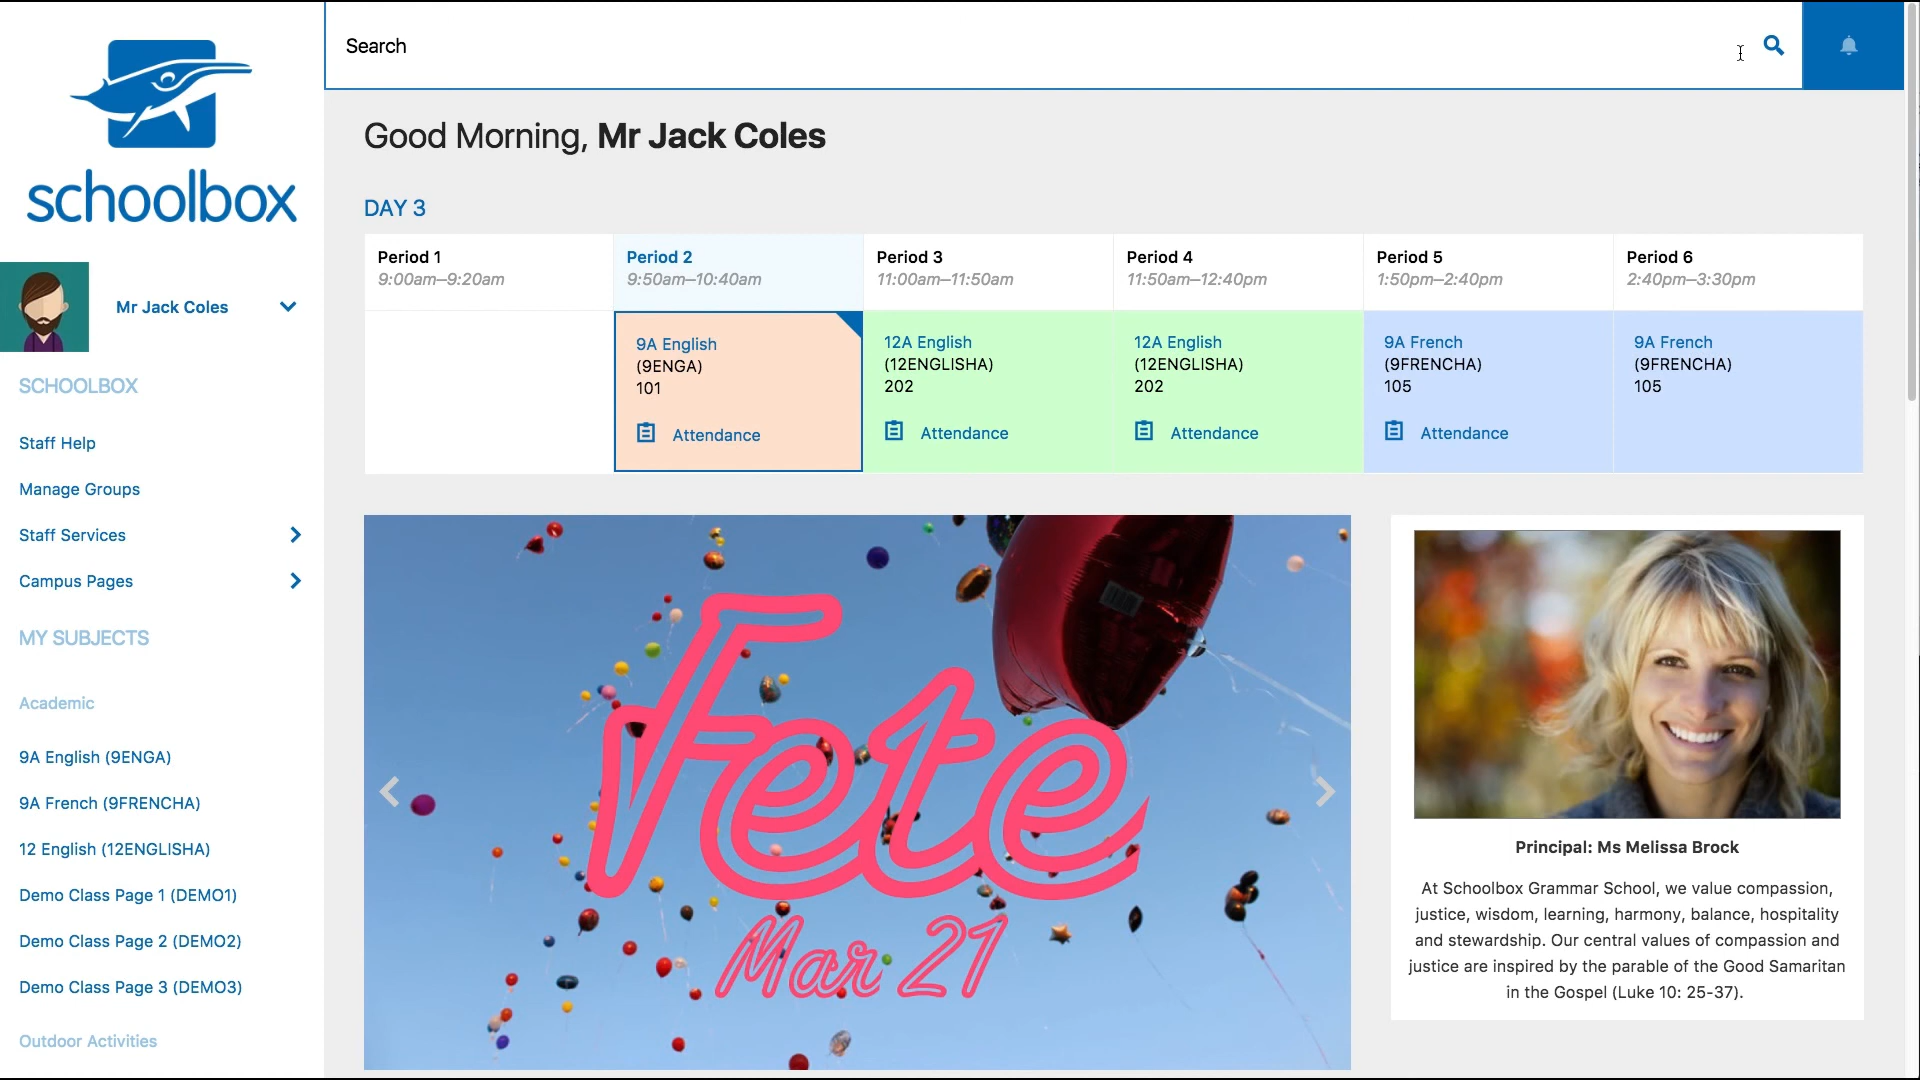 Search
schoolbox
Good Morning, Mr Jack Coles
DAY 3
Period 1
9:00am–9:20am
Period 2
9:50am–10:40am
Period 3
11:00am–11:50am
Period 4
11:50am–12:40pm
Period 5
1:50pm–2:40pm
Period 6
2:40pm–3:30pm
9A English
(9ENGA)
101
Attendance
12A English
(12ENGLISHA)
202
Attendance
12A English
(12ENGLISHA)
202
Attendance
9A French
(9FRENCHA)
105
Attendance
9A French
(9FRENCHA)
105
Mr Jack Coles
SCHOOLBOX
Staff Help
Manage Groups
Staff Services
Campus Pages
MY SUBJECTS
Academic
9A English (9ENGA)
9A French (9FRENCHA)
12 English (12ENGLISHA)
Demo Class Page 1 (DEMO1)
Demo Class Page 2 (DEMO2)
Demo Class Page 3 (DEMO3)
Outdoor Activities
Fete
Mar 21
Principal: Ms Melissa Brock
At Schoolbox Grammar School, we value compassion,
justice, wisdom, learning, harmony, balance, hospitality
and stewardship. Our central values of compassion and
justice are inspired by the parable of the Good Samaritan
in the Gospel (Luke 10: 25-37).